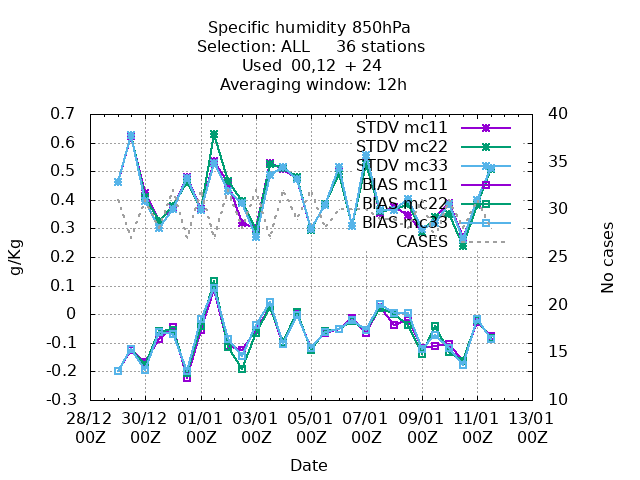 Specific humidity 850hPa
Selection: ALL 36 stations
Used 00,12 + 24
Averaging window: 12h
0.7
0.6
0.5
0.4
0.3
0.2
0.1
0
-0.1
-0.2
-0.3
g/Kg
40
35
30
25
20
15
10
No cases
STDV mc11
STDV mc22
STDV mc33
BIAS mc11
BIAS mc22
BIAS mc33
CASES
28/12 30/12 01/01 03/01 05/01 07/01 09/01 11/01 13/01
00Z 00Z 00Z 00Z 00Z 00Z 00Z 00Z 00Z
Date